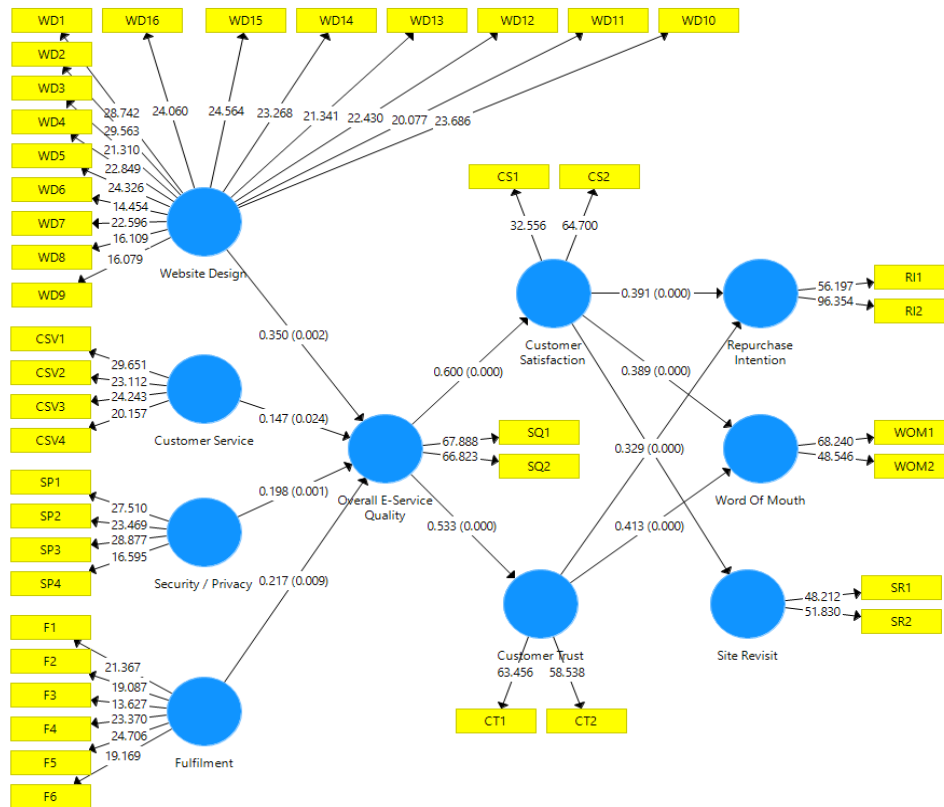 WD1
WD16
WD15
WD14
WD13
WD12
WD11
WD10
WD2
WD3
WD4
WD5
WD6
WD7
WD8
WD9
28.742
29.563
21.310
22.849
24.326
14.454
22.596
16.109
16.079
24.060
24.564
23.268
21.341
22.430
20.077
23.686
Website Design
CS1
CS2
32.556
64.700
Customer
Satisfaction
0.391 (0.000)
56.197
96.354
RI1
RI2
Repurchase
Intention
0.350 (0.002)
0.600 (0.000)
0.389 (0.000)
CSV1
CSV2
CSV3
CSV4
29.651
23.112
24.243
20.157
Customer Service
0.147 (0.024)
67.888
66.823
SQ1
SQ2
0.329 (0.000)
68.240
48.546
WOM1
WOM2
Word Of Mouth
Overall E-Service
Quality
SP1
SP2
SP3
SP4
27.510
23.469
28.877
16.595
Security / Privacy
0.198 (0.001)
0.533 (0.000)
0.413 (0.000)
0.217 (0.009)
48.212
51.830
SR1
SR2
Site Revisit
Customer Trust
63.456
58.538
CT1
CT2
F1
F2
F3
F4
F5
F6
21.367
19.087
13.627
23.370
24.706
19.169
Fulfilment